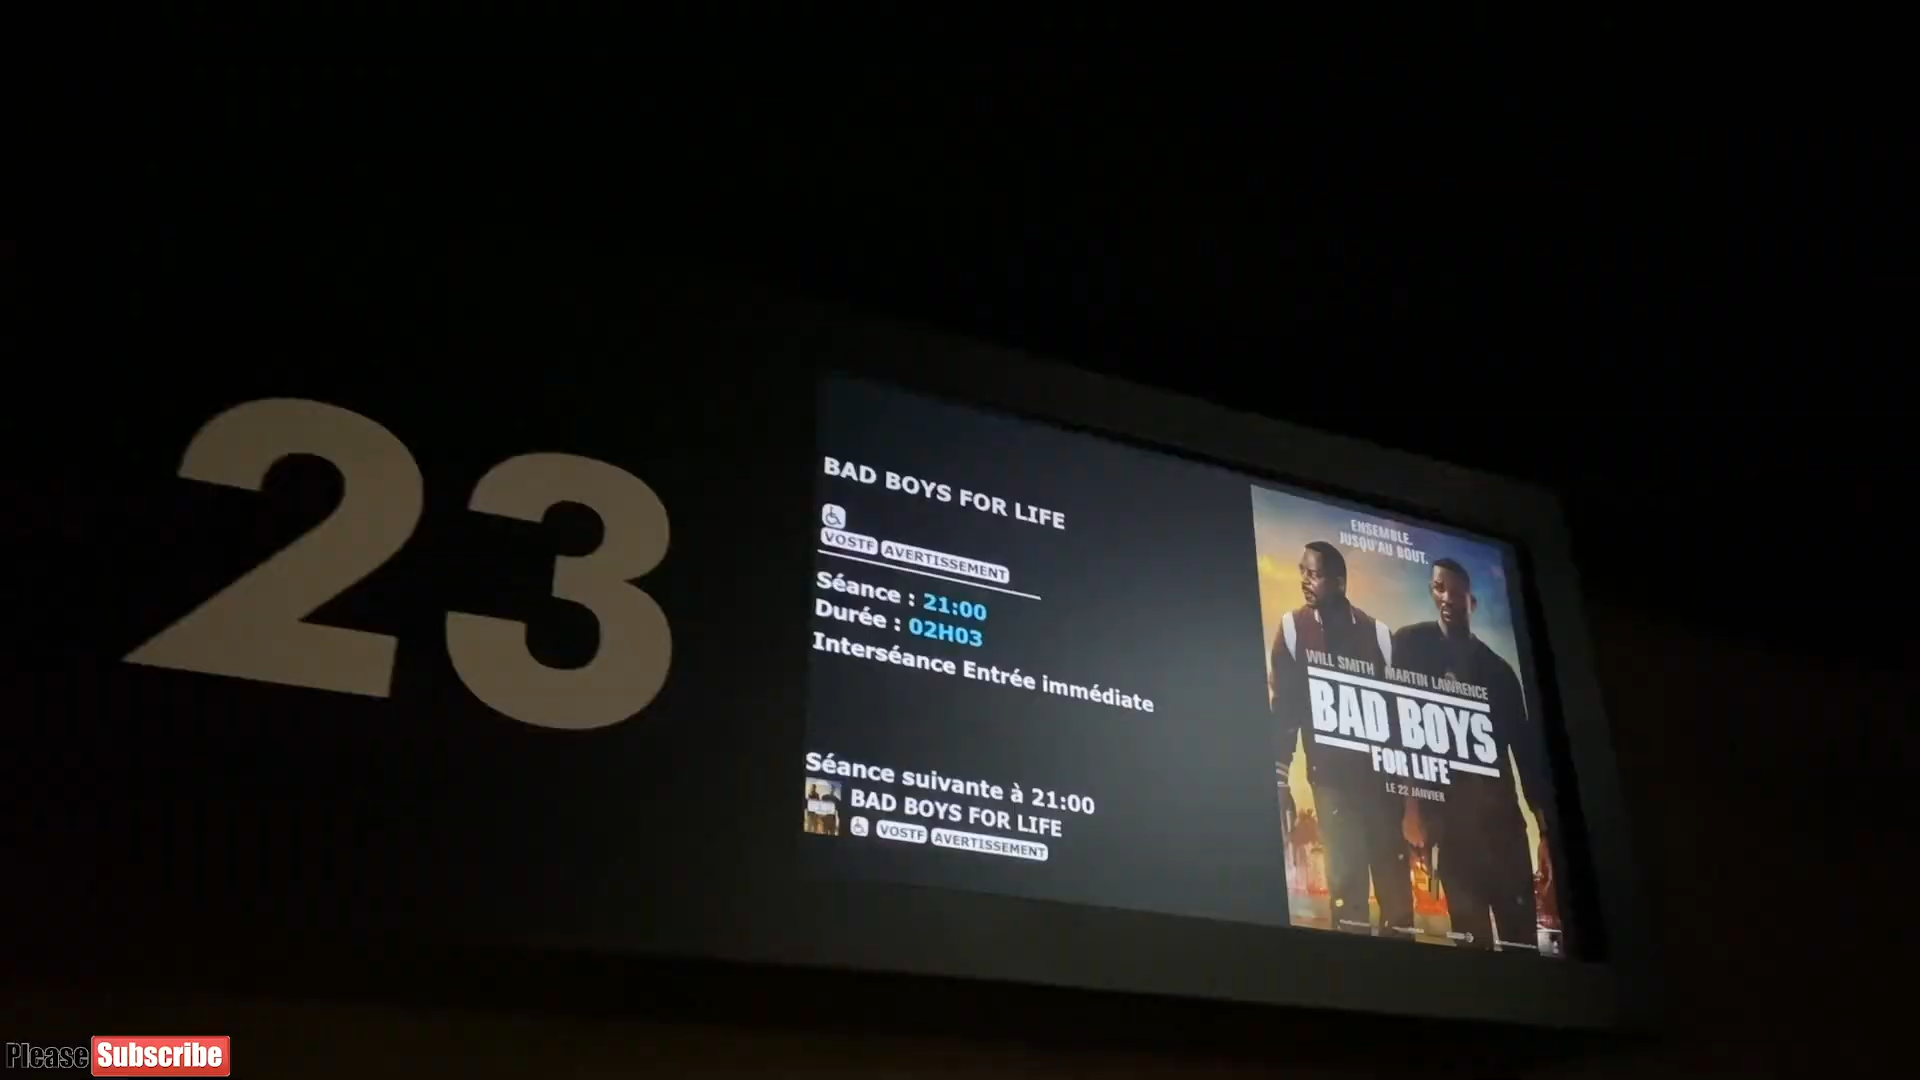 23
BAD BOYS FOR LIFE
VOSTF AVERTISSEMENT
Séance : 21:00
Durée : 02H03
Interséance Entrée immédiate
Séance suivante à 21:00
BAD BOYS FOR LIFE
VOSTF AVERTISSEMENT
ENSEMBLE.
JUSQU'AU BOUT.
WILL SMITH MARTIN LAWRENCE
BAD BOYS
FOR LIFE
LE 22 JANVIER
Please Subscribe